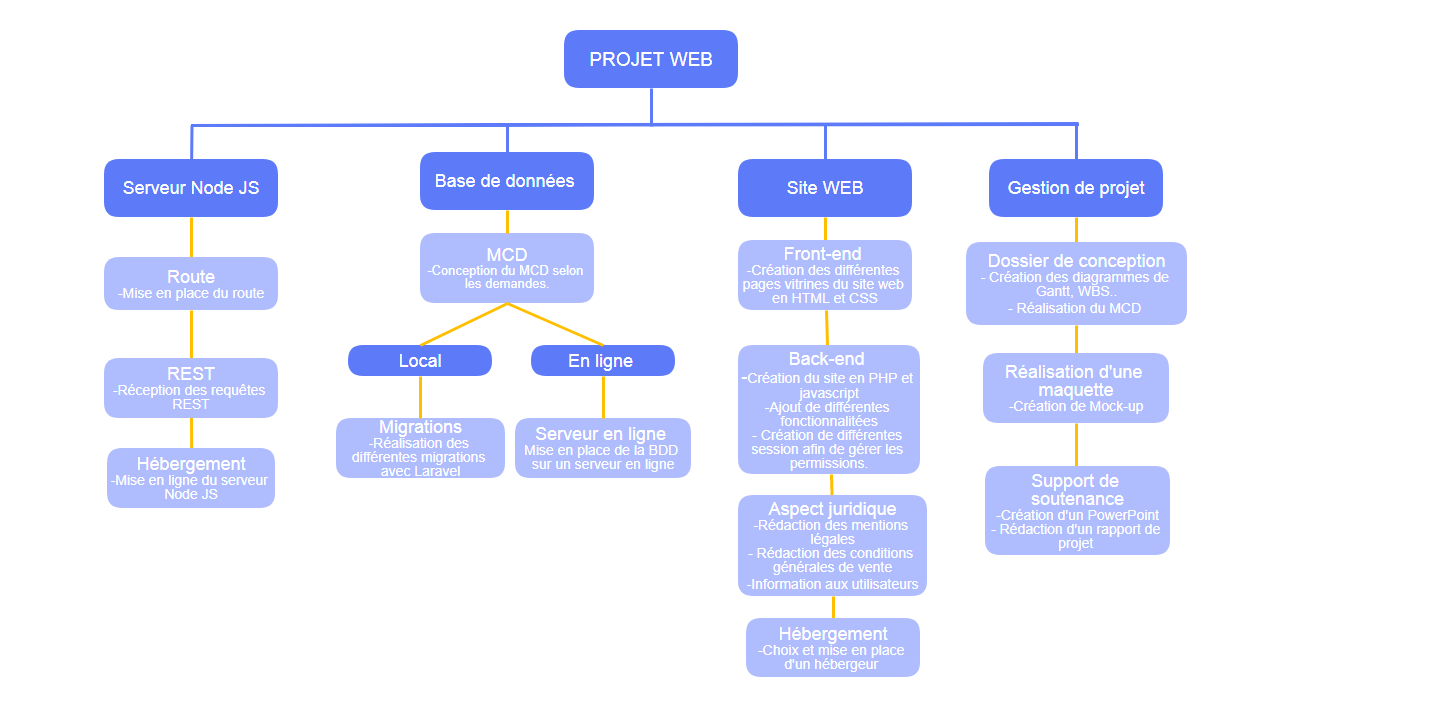 PROJET WEB
Serveur Node JS
Route
-Mise en place du route
REST
-Réception des requêtes
REST
Hébergement
-Mise en ligne du serveur
Node JS
Base de données
MCD
-Conception du MCD selon
les demandes.
Local
Migrations
-Réalisation des
différentes migrations
avec Laravel
En ligne
Serveur en ligne
Mise en place de la BDD
sur un serveur en ligne
Site WEB
Front-end
-Création des différentes
pages vitrines du site web
en HTML et CSS
Back-end
-Création du site en PHP et
javascript
-Ajout de différentes
fonctionnalitées
- Création de différentes
session afin de gérer les
permissions.
Aspect juridique
-Rédaction des mentions
légales
- Rédaction des conditions
générales de vente
-Information aux utilisateurs
Hébergement
-Choix et mise en place
d'un hébergeur
Gestion de projet
Dossier de conception
- Création des diagrammes de
Gantt, WBS..
- Réalisation du MCD
Réalisation d'une
maquette
-Création de Mock-up
Support de
soutenance
-Création d'un PowerPoint
- Rédaction d'un rapport de
projet